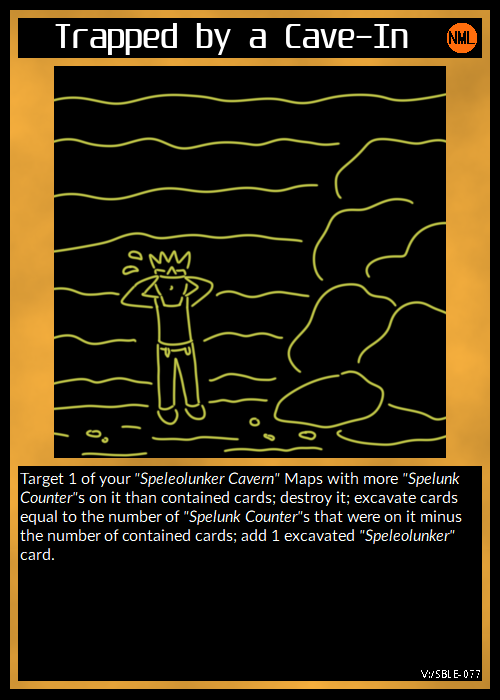 Trapped by a Cave-In
NML
Target 1 of your "Speleolunker Cavern" Maps with more "Spelunk
Counter"s on it than contained cards; destroy it; excavate cards
equal to the number of "Spelunk Counter"s that were on it minus
the number of contained cards; add 1 excavated "Speleolunker"
card.
V:/SBLE-077